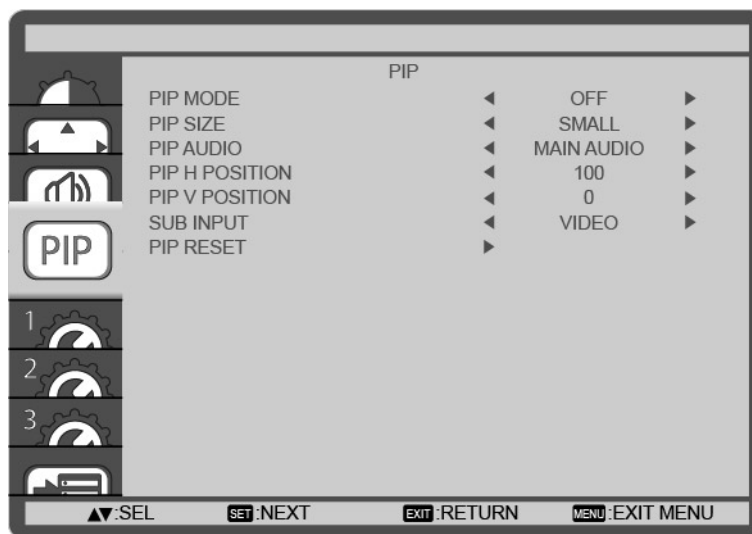 PIP
PIP MODE OFF
PIP SIZE SMALL
PIP AUDIO MAIN AUDIO
PIP H POSITION 100
PIP V POSITION 0
SUB INPUT VIDEO
PIP RESET
PIP
1
2
3
:SEL SET:NEXT EXIT:RETURN MENU:EXIT MENU